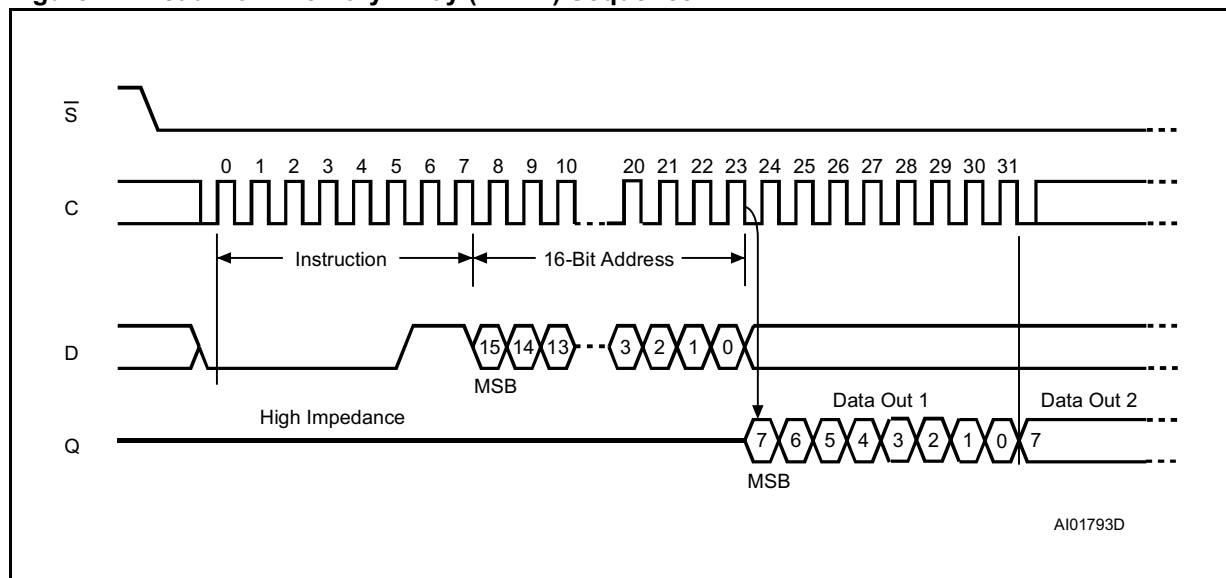 S
0 1 2 3 4 5 6 7 8 9 10 20 21 22 23 24 25 26 27 28 29 30 31
C
Instruction 16-Bit Address
D 15 14 13 3 2 1 0
MSB
High Impedance Data Out 1 Data Out 2
Q 7 6 5 4 3 2 1 0 7
MSB
AI01793D